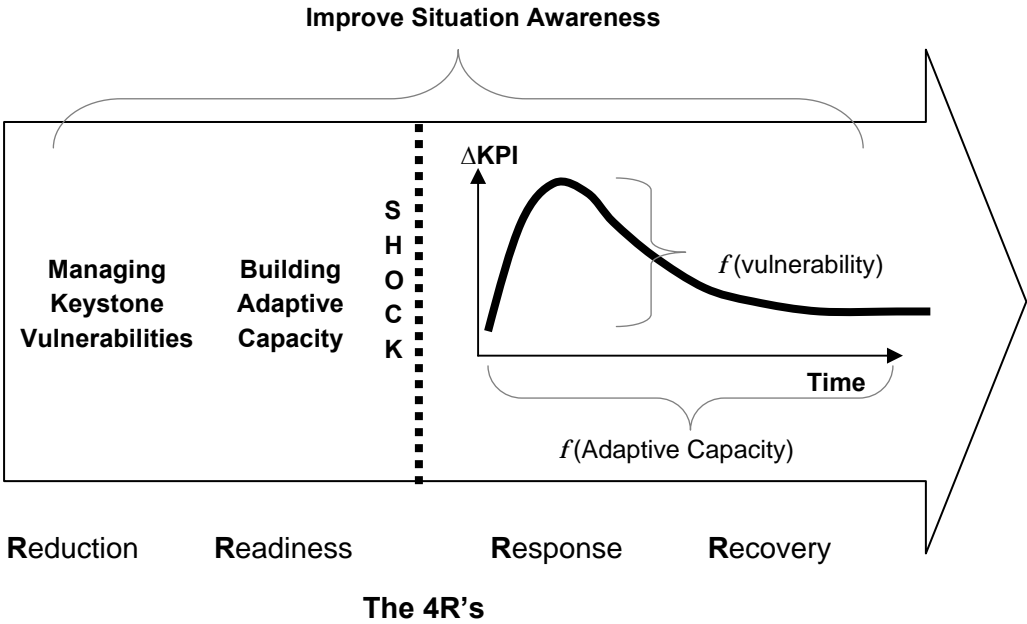 Improve Situation Awareness
Managing
Keystone
Vulnerabilities
Building
Adaptive
Capacity
S
H
O
C
K
ΔKPI
f (vulnerability)
Time
f (Adaptive Capacity)
Reduction
Readiness
Response
Recovery
The 4R's